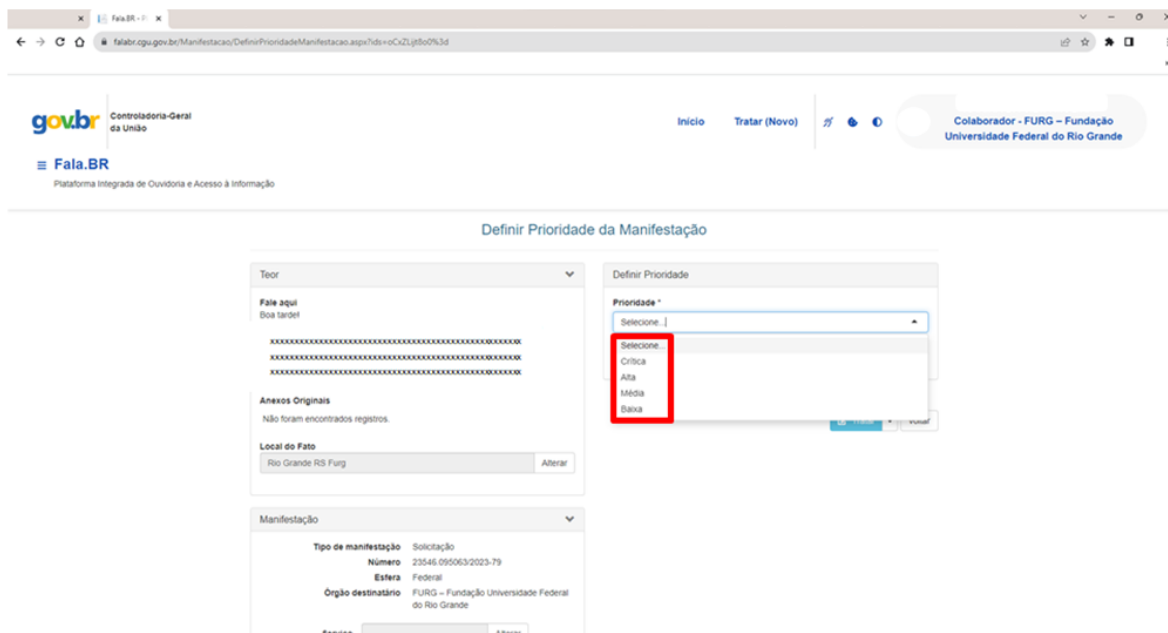 Fala.BR - P
falabr.cgu.gov.br/Manifestacao/DefinirPrioridadeManifestacao.aspx?ids=oCxZLijt8o0%3d
gov.br
Controladoria-Geral
da União
Início
Tratar (Novo)
Colaborador - FURG – Fundação
Universidade Federal do Rio Grande
Fala.BR
Plataforma Integrada de Ouvidoria e Acesso à Informação
Definir Prioridade da Manifestação
Teor
Fale aqui
Boa tarde!
Anexos Originais
Não foram encontrados registros.
Local do Fato
Rio Grande RS Furg
Alterar
Definir Prioridade
Prioridade *
Selecione...
Selecione...
Crítica
Alta
Média
Baixa
Voltar
Manifestação
Tipo de manifestação Solicitação
Número 23546.095063/2023-79
Esfera Federal
Órgão destinatário FURG – Fundação Universidade Federal
do Rio Grande
Serviço
Alterar